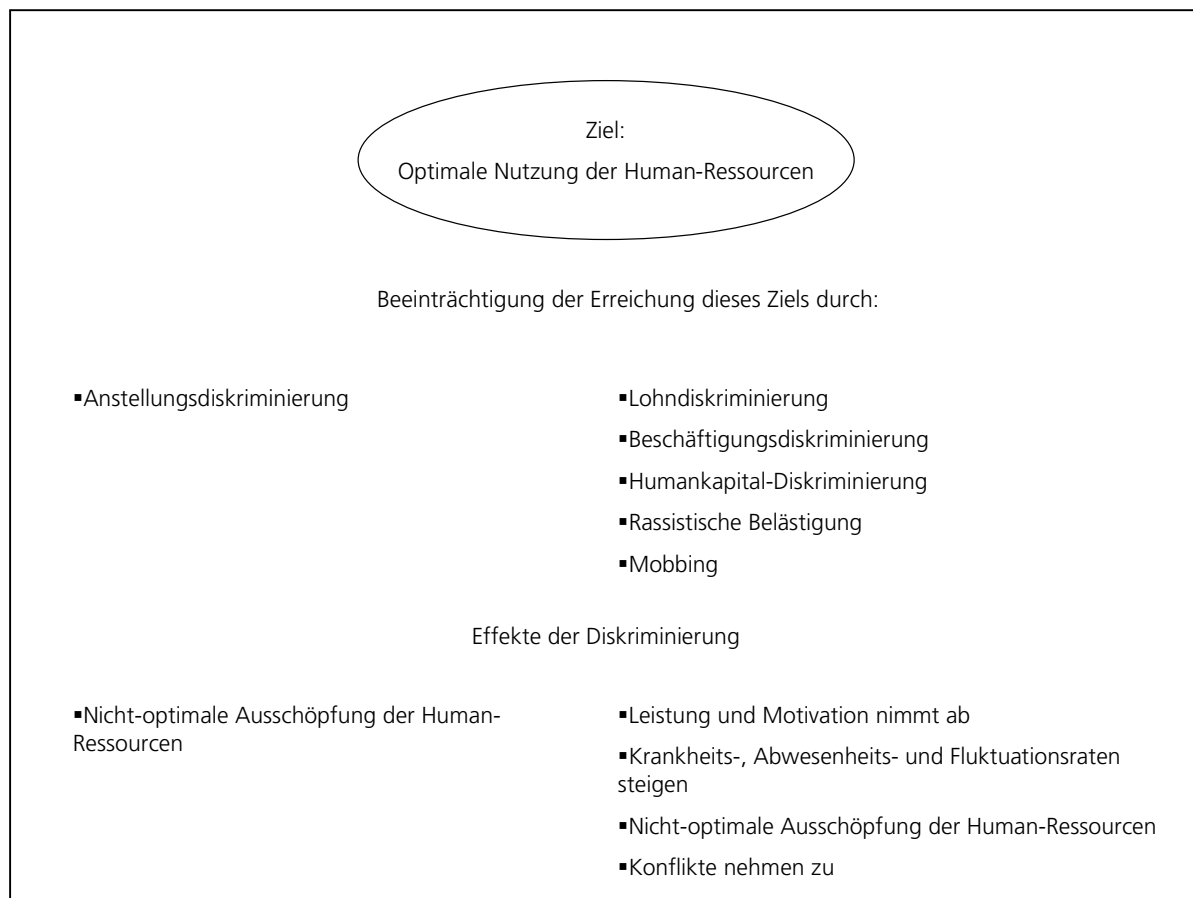 Ziel:
Optimale Nutzung der Human-Ressourcen
Beeinträchtigung der Erreichung dieses Ziels durch:
▪Anstellungsdiskriminierung
▪Lohndiskriminierung
▪Beschäftigungsdiskriminierung
▪Humankapital-Diskriminierung
▪Rassistische Belästigung
▪Mobbing
Effekte der Diskriminierung
▪Nicht-optimale Ausschöpfung der Human-
Ressourcen
▪Leistung und Motivation nimmt ab
▪Krankheits-, Abwesenheits- und Fluktuationsraten
steigen
▪Nicht-optimale Ausschöpfung der Human-Ressourcen
▪Konflikte nehmen zu